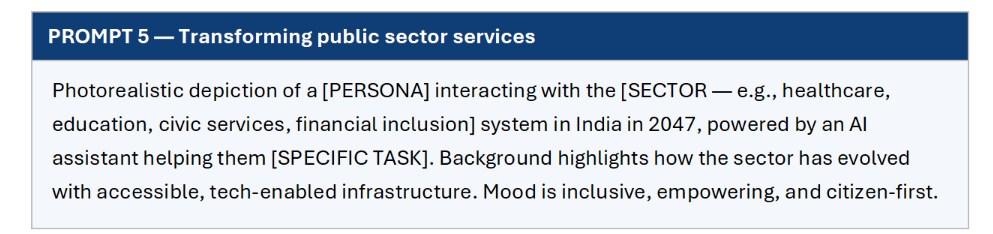 PROMPT 5 — Transforming public sector services
Photorealistic depiction of a [PERSONA] interacting with the [SECTOR — e.g., healthcare,
education, civic services, financial inclusion] system in India in 2047, powered by an AI
assistant helping them [SPECIFIC TASK]. Background highlights how the sector has evolved
with accessible, tech-enabled infrastructure. Mood is inclusive, empowering, and citizen-first.